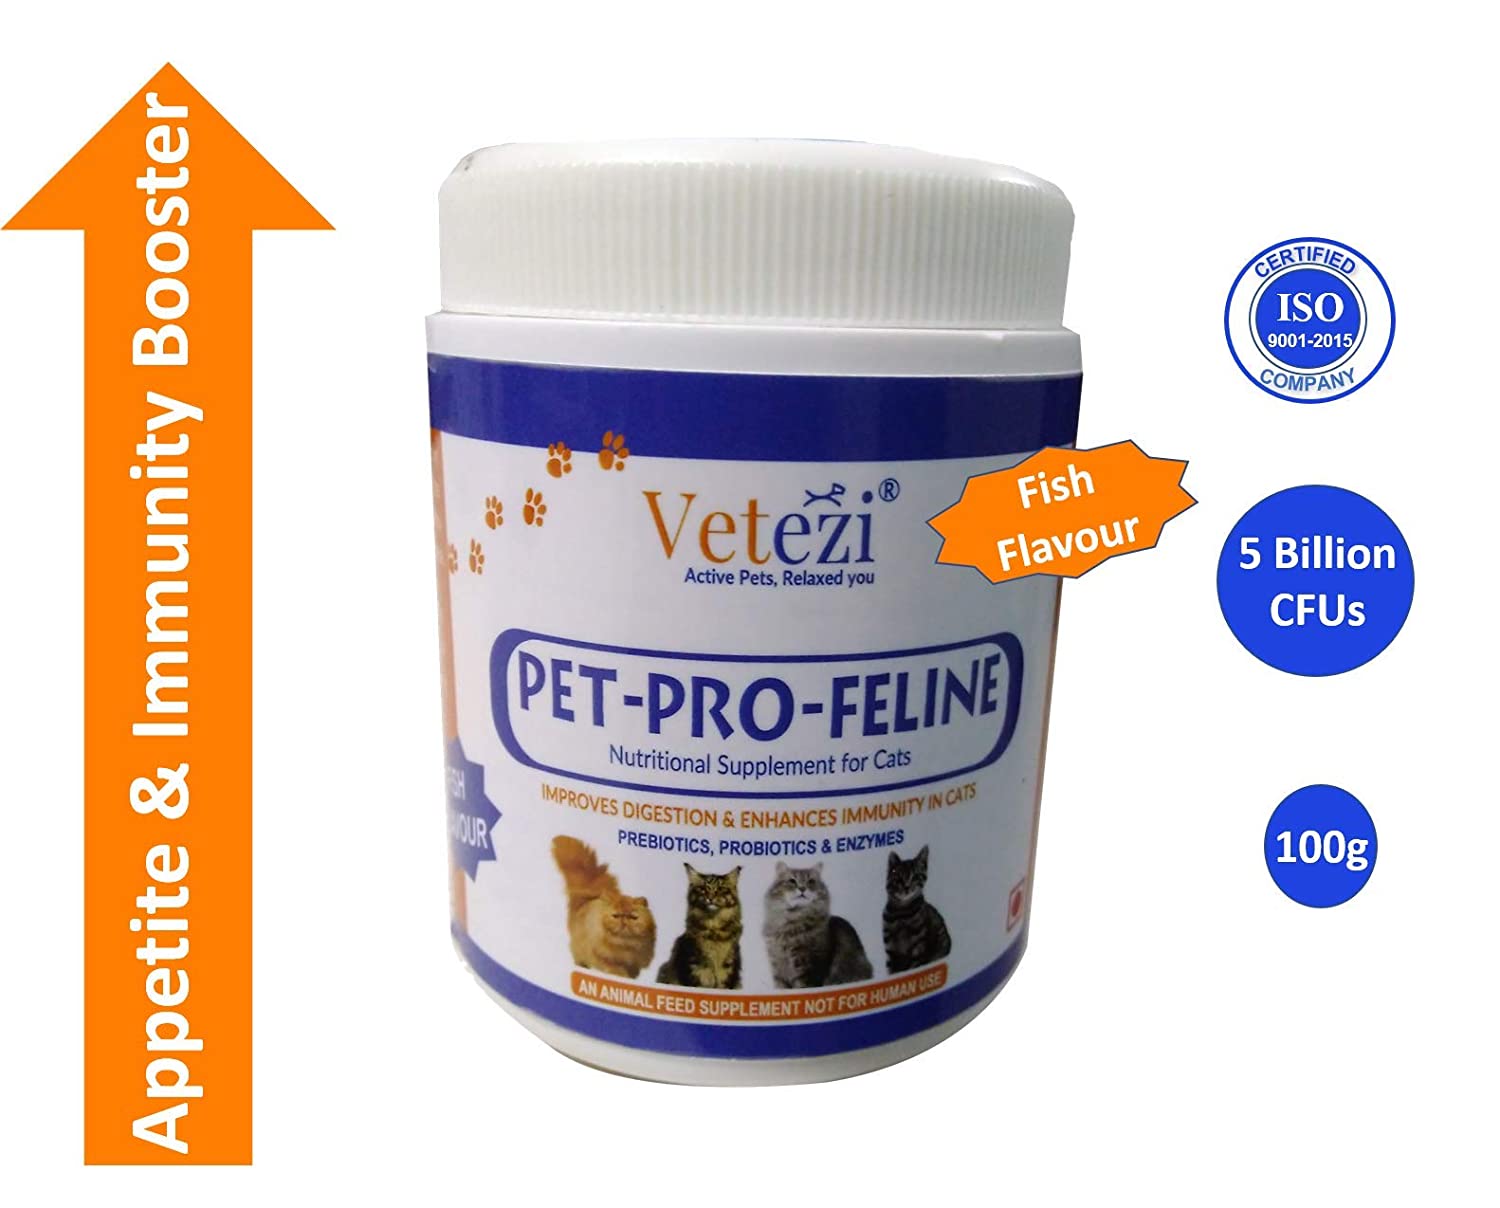 Appetite & Immunity Booster
Vetezi®
Active Pets, Relaxed you
Fish
Flavour
PET-PRO-FELINE
Nutritional Supplement for Cats
IMPROVES DIGESTION & ENHANCES IMMUNITY IN CATS
PREBIOTICS, PROBIOTICS & ENZYMES
AN ANIMAL FEED SUPPLEMENT NOT FOR HUMAN USE
CERTIFIED
ISO
9001-2015
COMPANY
5 Billion
CFUs
100g